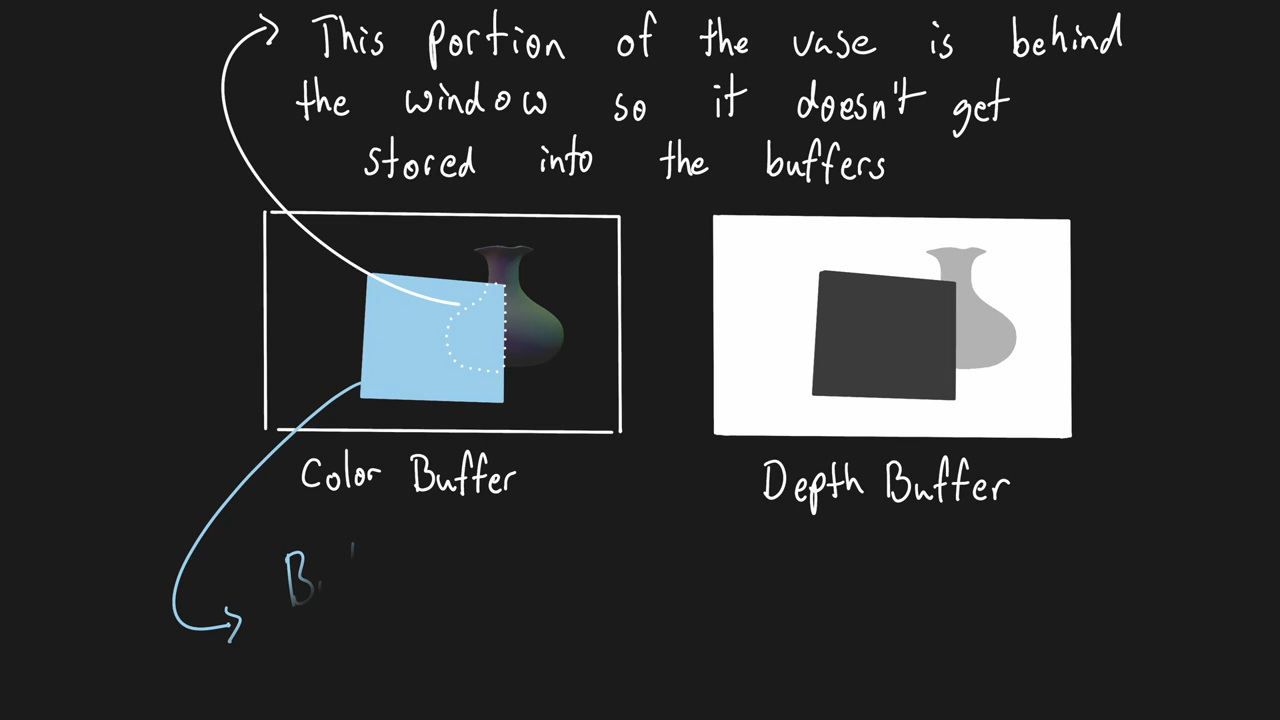 This portion of the vase is behind
the window so it doesn't get
stored into the buffers
Color Buffer
Depth Buffer
B